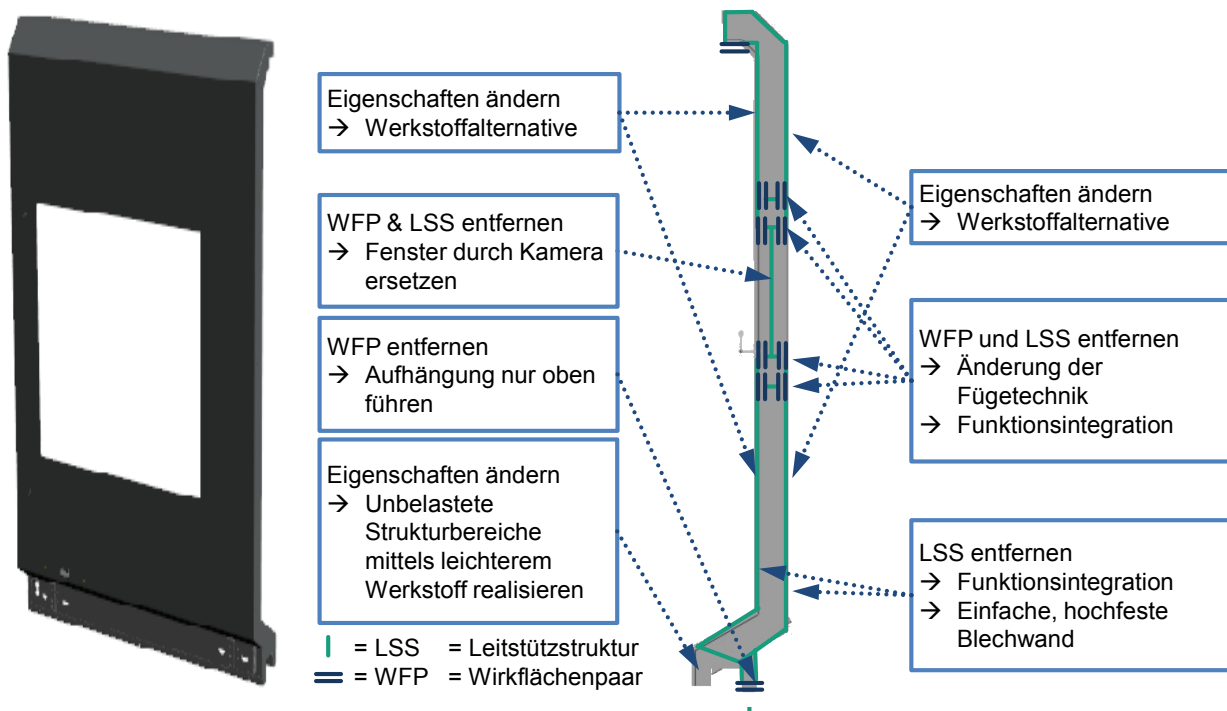 Eigenschaften ändern
→ Werkstoffalternative
WFP & LSS entfernen
→ Fenster durch Kamera
ersetzen
WFP entfernen
→ Aufhängung nur oben
führen
Eigenschaften ändern
→ Unbelastete
Strukturbereiche
mittels leichterem
Werkstoff realisieren
= LSS = Leitstützstruktur
= WFP = Wirkflächenpaar
Eigenschaften ändern
→ Werkstoffalternative
WFP und LSS entfernen
→ Änderung der
Fügetechnik
→ Funktionsintegration
LSS entfernen
→ Funktionsintegration
→ Einfache, hochfeste
Blechwand